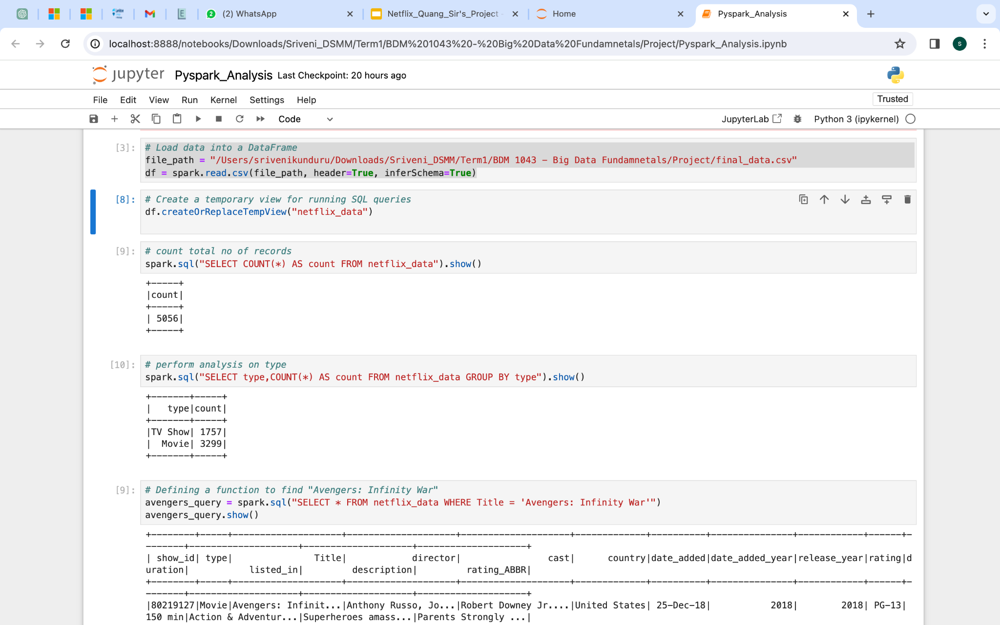 2 (2) WhatsApp
Netflix_Quang_Sir's_Project -
Home
Pyspark_Analysis
localhost:8888/notebooks/Downloads/Sriveni_DSMM/Term1/BDM%201043%20-%20Big%20Data%20Fundamnetals/Project/Pyspark_Analysis.ipynb
S
jupyter Pyspark_Analysis Last Checkpoint: 20 hours ago
File Edit View Run Kernel Settings Help
Trusted
Code
JupyterLab
Python 3 (ipykernel)
[3]: # Load data into a DataFrame
file_path = "/Users/srivenikunduru/Downloads/Sriveni_DSMM/Term1/BDM 1043 - Big Data Fundamnetals/Project/final_data.csv"
df = spark.read.csv(file_path, header=True, inferSchema=True)
[8]: # Create a temporary view for running SQL queries
df.createOrReplaceTempView("netflix_data")
[9]: # count total no of records
spark.sql("SELECT COUNT(*) AS count FROM netflix_data").show()
+-----+
|count|
+-----+
| 5056|
+-----+
[10]: # perform analysis on type
spark.sql("SELECT type,COUNT(*) AS count FROM netflix_data GROUP BY type").show()
+-------+-----+
|   type|count|
+-------+-----+
|TV Show| 1757|
|  Movie| 3299|
+-------+-----+
[9]: # Defining a function to find "Avengers: Infinity War"
avengers_query = spark.sql("SELECT * FROM netflix_data WHERE Title = 'Avengers: Infinity War'")
avengers_query.show()
+--------+-----+--------------------+--------------------+--------------------+-------------+----------+---------------+------------+------+-
-------+--------------------+--------------------+--------------------+
| show_id| type|               Title|            director|                cast|      country|date_added|date_added_year|release_year|rating|d
uration|           listed_in|         description|         rating_ABBR|
+--------+-----+--------------------+--------------------+--------------------+-------------+----------+---------------+------------+------+-
-------+--------------------+--------------------+--------------------+
|80219127|Movie|Avengers: Infinit...|Anthony Russo, Jo...|Robert Downey Jr....|United States| 25-Dec-18|           2018|        2018| PG-13|
150 min|Action & Adventur...|Superheroes amass...|Parents Strongly ...|